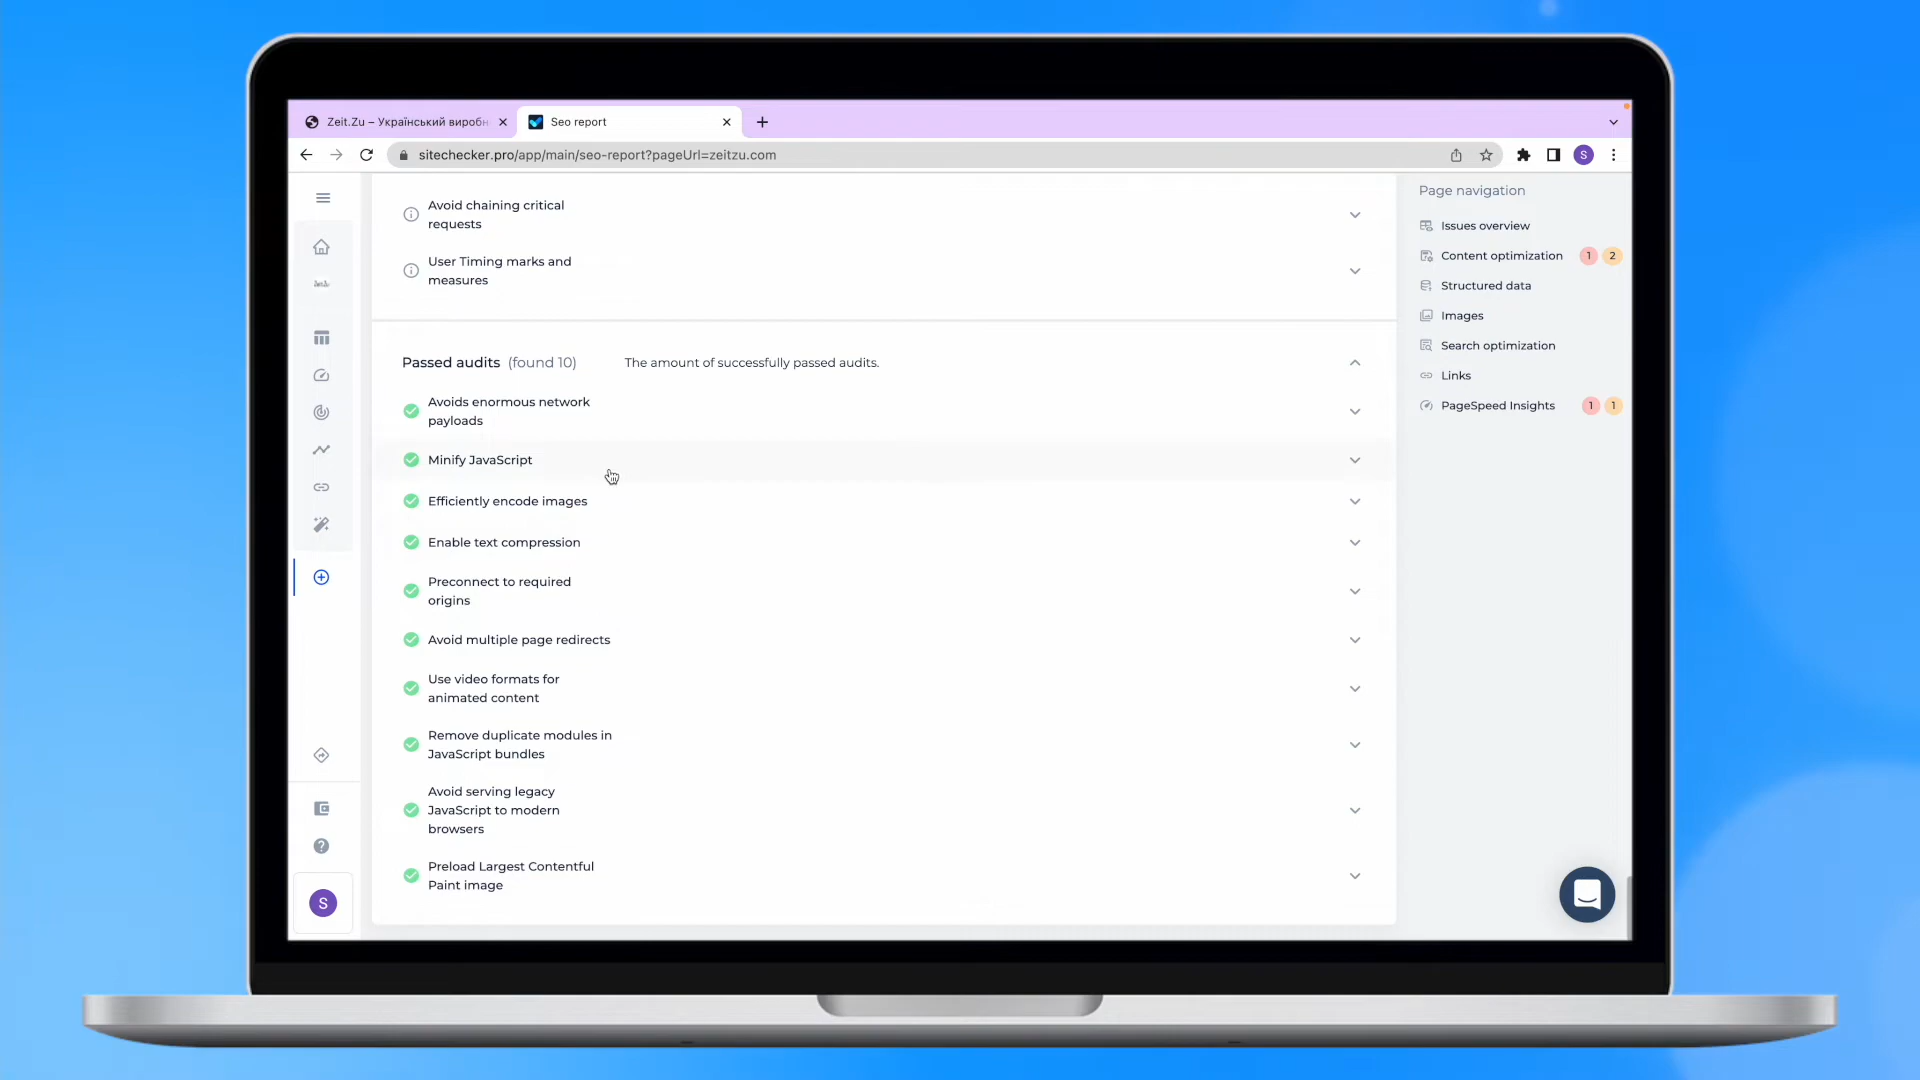 Zeit.Zu – Український виробн
Seo report
sitechecker.pro/app/main/seo-report?pageUrl=zeitzu.com
S
Avoid chaining critical
requests
User Timing marks and
measures
Passed audits (found 10)
The amount of successfully passed audits.
Avoids enormous network
payloads
Minify JavaScript
Efficiently encode images
Enable text compression
Preconnect to required
origins
Avoid multiple page redirects
Use video formats for
animated content
Remove duplicate modules in
JavaScript bundles
Avoid serving legacy
JavaScript to modern
browsers
Preload Largest Contentful
Paint image
Page navigation
Issues overview
Content optimization 1 2
Structured data
Images
Search optimization
Links
PageSpeed Insights 1 1
S